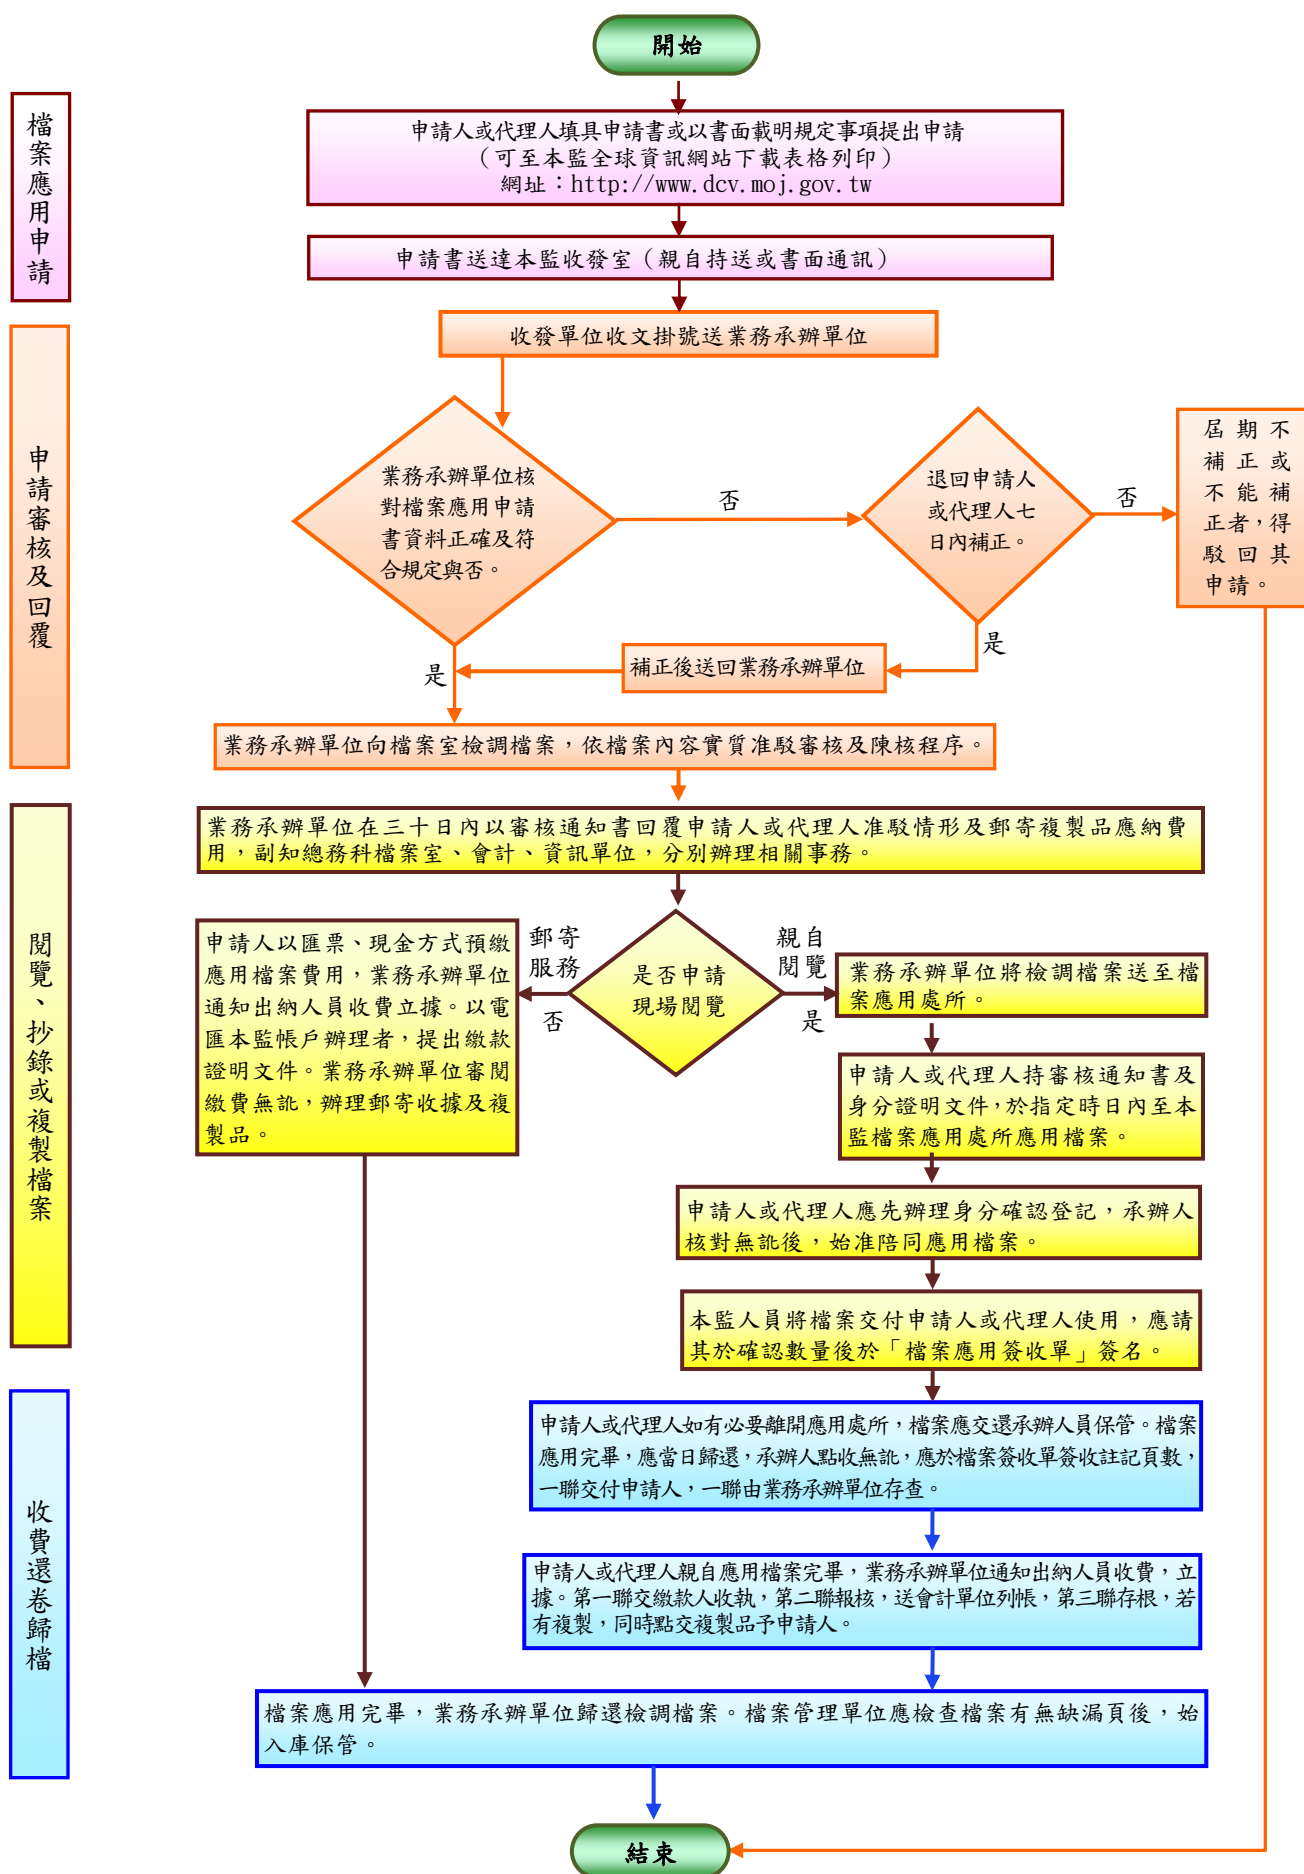 開始
檔案應用申請
申請人或代理人填具申請書或以書面載明規定事項提出申請
（可至本監全球資訊網站下載表格列印）
網址：http://www.dcv.moj.gov.tw
申請書送達本監收發室（親自持送或書面通訊）
申請審核及回覆
收發單位收文掛號送業務承辦單位
業務承辦單位核
對檔案應用申請
書資料正確及符
合規定與否。
否
退回申請人
或代理人七
日內補正。
否
屆期不
補正或
不能補
正者，得
駁回其
申請。
是
補正後送回業務承辦單位
是
業務承辦單位向檔案室檢調檔案，依檔案內容實質准駁審核及陳核程序。
閱覽、抄錄或複製檔案
業務承辦單位在三十日內以審核通知書回覆申請人或代理人准駁情形及郵寄複製品應納費
用，副知總務科檔案室、會計、資訊單位，分別辦理相關事務。
是否申請
現場閱覽
郵寄
服務
否
申請人以匯票、現金方式預繳
應用檔案費用，業務承辦單位
通知出納人員收費立據。以電
匯本監帳戶辦理者，提出繳款
證明文件。業務承辦單位審閱
繳費無訛，辦理郵寄收據及複
製品。
親自
閱覽
是
業務承辦單位將檢調檔案送至檔
案應用處所。
申請人或代理人持審核通知書及
身分證明文件，於指定時日內至本
監檔案應用處所應用檔案。
申請人或代理人應先辦理身分確認登記，承辦人
核對無訛後，始准陪同應用檔案。
本監人員將檔案交付申請人或代理人使用，應請
其於確認數量後於「檔案應用簽收單」簽名。
收費還卷歸檔
申請人或代理人如有必要離開應用處所，檔案應交還承辦人員保管。檔案
應用完畢，應當日歸還，承辦人點收無訛，應於檔案簽收單簽收註記頁數，
一聯交付申請人，一聯由業務承辦單位存查。
申請人或代理人親自應用檔案完畢，業務承辦單位通知出納人員收費，立
據。第一聯交繳款人收執，第二聯報核，送會計單位列帳，第三聯存根，若
有複製，同時點交複製品予申請人。
檔案應用完畢，業務承辦單位歸還檢調檔案。檔案管理單位應檢查檔案有無缺漏頁後，始
入庫保管。
結束